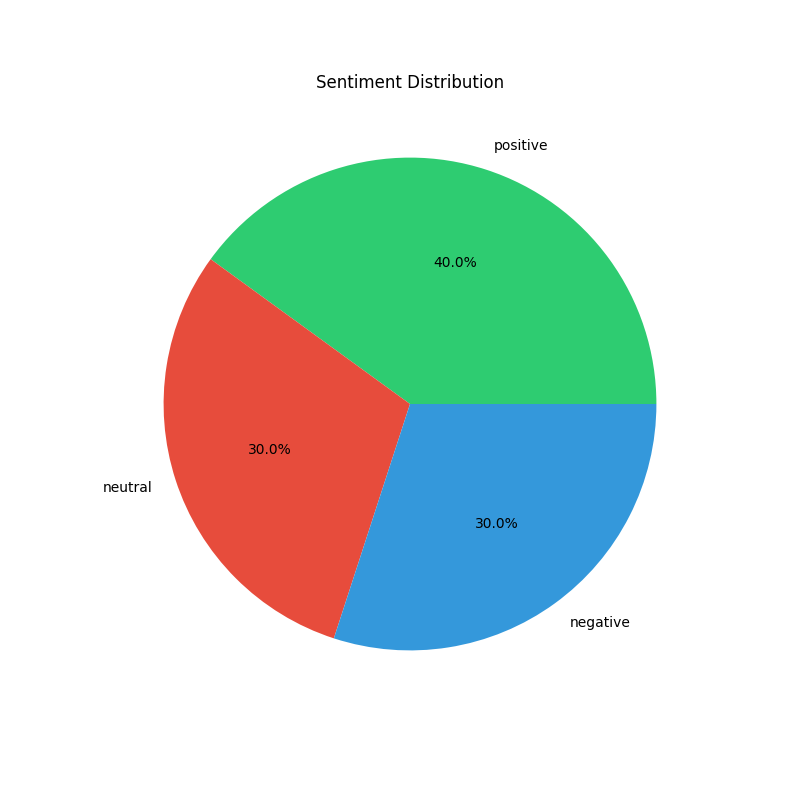 Sentiment Distribution
positive
40.0%
30.0%
neutral
30.0%
negative